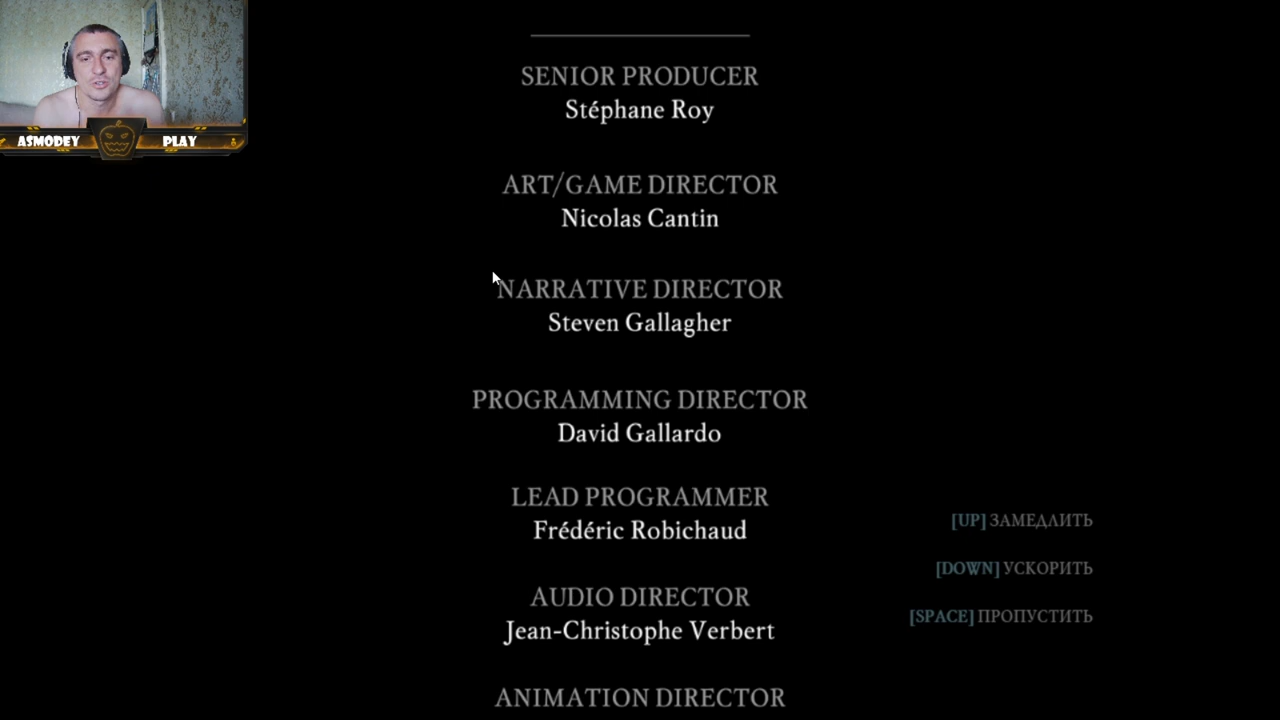 ASMODEY PLAY
SENIOR PRODUCER
Stéphane Roy
ART/GAME DIRECTOR
Nicolas Cantin
NARRATIVE DIRECTOR
Steven Gallagher
PROGRAMMING DIRECTOR
David Gallardo
LEAD PROGRAMMER
Frédéric Robichaud
AUDIO DIRECTOR
Jean-Christophe Verbert
ANIMATION DIRECTOR
[UP] ЗАМЕДЛИТЬ
[DOWN] УСКОРИТЬ
[SPACE] ПРОПУСТИТЬ